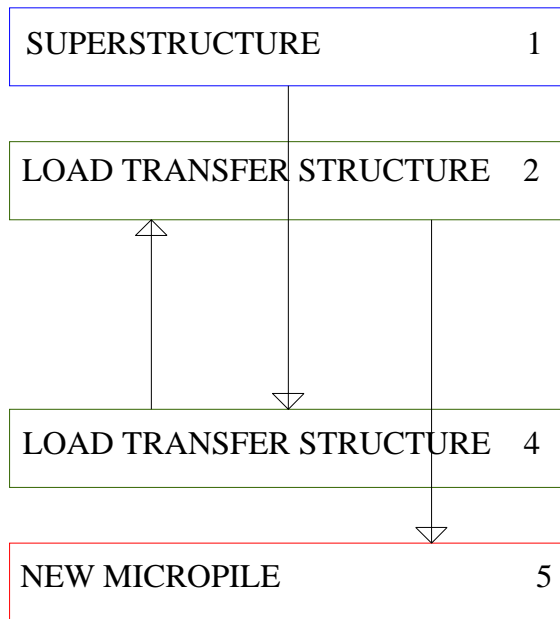 SUPERSTRUCTURE 1
LOAD TRANSFER STRUCTURE 2
LOAD TRANSFER STRUCTURE 4
NEW MICROPILE 5